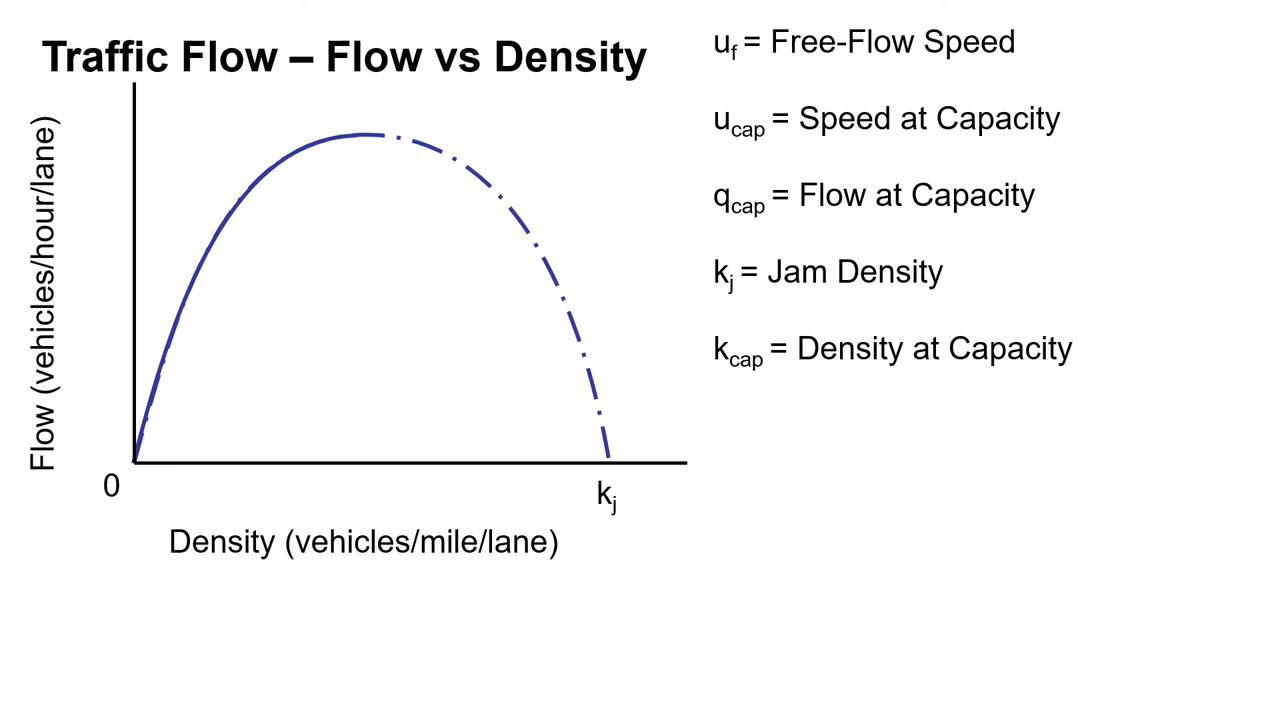 Traffic Flow – Flow vs Density
Flow (vehicles/hour/lane)
0
kj
Density (vehicles/mile/lane)
uf = Free-Flow Speed
ucap = Speed at Capacity
qcap = Flow at Capacity
kj = Jam Density
kcap = Density at Capacity